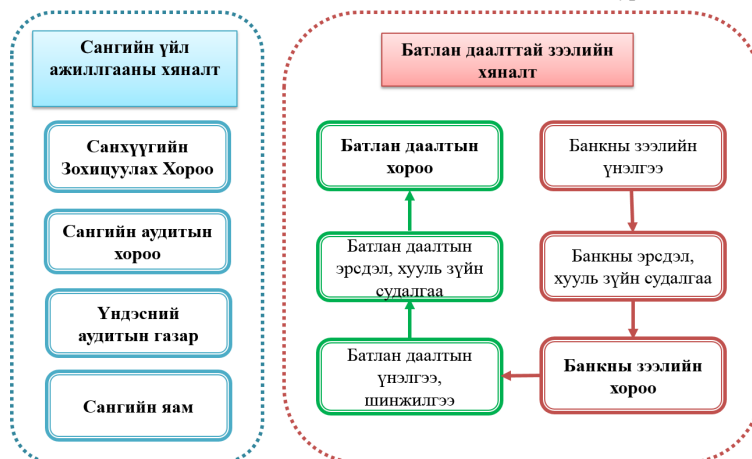 Сангийн үйл
ажиллгааны хяналт
Санхүүгийн
Зохицуулах Хороо
Сангийн аудитын
хороо
Үндэсний
аудитын газар
Сангийн яам
Батлан даалттай зээлийн
хяналт
Батлан даалтын
хороо
Батлан даалтын
эрсдэл, хууль зүйн
судалгаа
Батлан даалтын
үнэлгээ,
шинжилгээ
Банкны зээлийн
үнэлгээ
Банкны эрсдэл,
хууль зүйн судалгаа
Банкны зээлийн
хороо